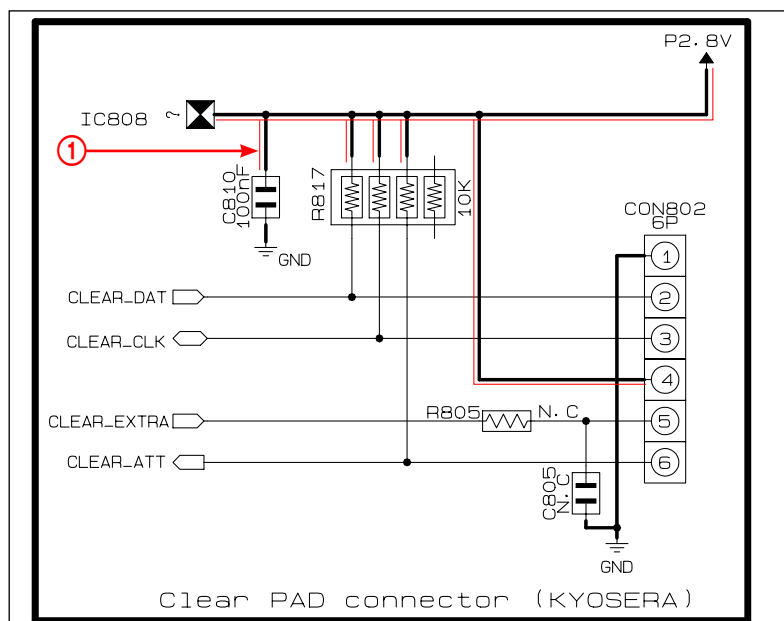 P2.8V
IC808
?
1
C810
100nF
R817
10K
GND
CON802
6P
1
CLEAR_DAT
2
CLEAR_CLK
3
4
CLEAR_EXTRA
R805
N.C
5
CLEAR_ATT
6
C805
N.C
GND
Clear PAD connector (KYOSERA)